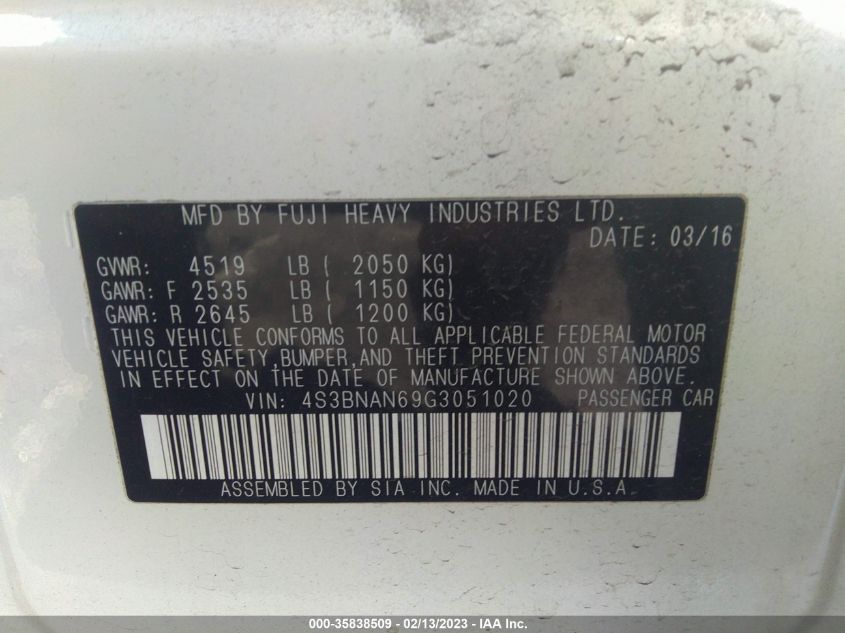 MFD BY FUJI HEAVY INDUSTRIES LTD.
DATE: 03/16
GVWR: 4519 LB ( 2050 KG)
GAWR: F 2535 LB ( 1150 KG)
GAWR: R 2645 LB ( 1200 KG)
THIS VEHICLE CONFORMS TO ALL APPLICABLE FEDERAL MOTOR
VEHICLE SAFETY,BUMPER,AND THEFT PREVENTION STANDARDS
IN EFFECT ON THE DATE OF MANUFACTURE SHOWN ABOVE.
VIN: 4S3BNAN69G3051020 PASSENGER CAR
ASSEMBLED BY SIA INC. MADE IN U.S.A.
000-35838509 - 02/13/2023 - © IAA Inc.